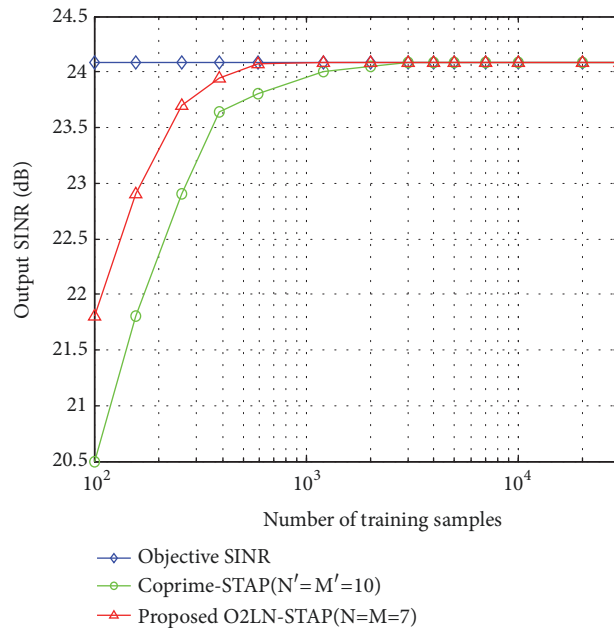 24.5
24
23.5
23
22.5
22
21.5
21
20.5
Output SINR (dB)
10² 10³ 10⁴
Number of training samples
Objective SINR
Coprime-STAP(N′=M′=10)
Proposed O2LN-STAP(N=M=7)